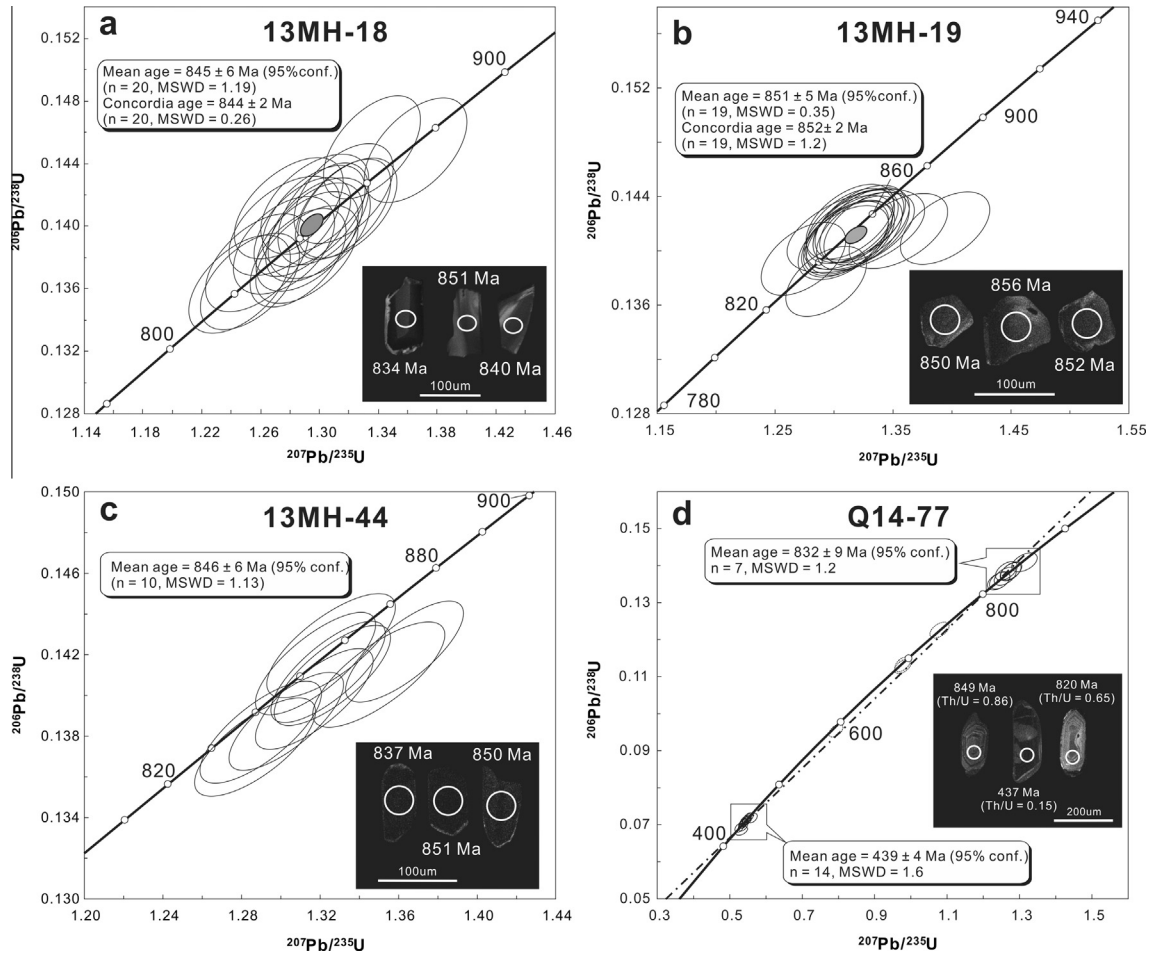 a
13MH-18
Mean age = 845 ± 6 Ma (95%conf.)
(n = 20, MSWD = 1.19)
Concordia age = 844 ± 2 Ma
(n = 20, MSWD = 0.26)
900
800
851 Ma
834 Ma
840 Ma
100um
0.152
0.148
0.144
0.140
0.136
0.132
0.128
206Pb/238U
1.14
1.18
1.22
1.26
1.30
1.34
1.38
1.42
1.46
207Pb/235U
b
13MH-19
Mean age = 851 ± 5 Ma (95%conf.)
(n = 19, MSWD = 0.35)
Concordia age = 852± 2 Ma
(n = 19, MSWD = 1.2)
940
900
860
820
780
856 Ma
850 Ma
852 Ma
100um
0.152
0.144
0.136
0.128
206Pb/238U
1.15
1.25
1.35
1.45
1.55
207Pb/235U
c
13MH-44
Mean age = 846 ± 6 Ma (95% conf.)
(n = 10, MSWD = 1.13)
900
880
820
837 Ma
850 Ma
851 Ma
100um
0.150
0.146
0.142
0.138
0.134
0.130
206Pb/238U
1.20
1.24
1.28
1.32
1.36
1.40
1.44
207Pb/235U
d
Q14-77
Mean age = 832 ± 9 Ma (95% conf.)
n = 7, MSWD = 1.2
800
600
400
849 Ma
(Th/U = 0.86)
820 Ma
(Th/U = 0.65)
437 Ma
(Th/U = 0.15)
200um
Mean age = 439 ± 4 Ma (95% conf.)
n = 14, MSWD = 1.6
0.15
0.13
0.11
0.09
0.07
0.05
206Pb/238U
0.3
0.5
0.7
0.9
1.1
1.3
1.5
207Pb/235U